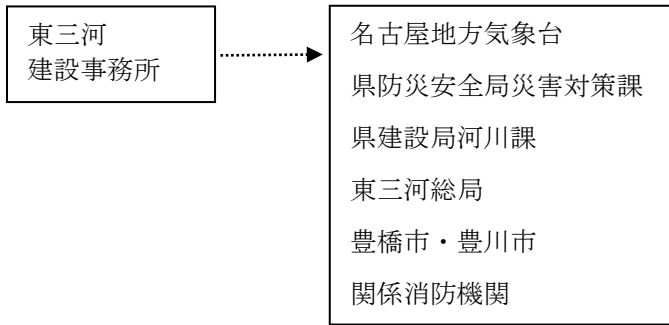 東三河
建設事務所
名古屋地方気象台
県防災安全局災害対策課
県建設局河川課
東三河総局
豊橋市・豊川市
関係消防機関